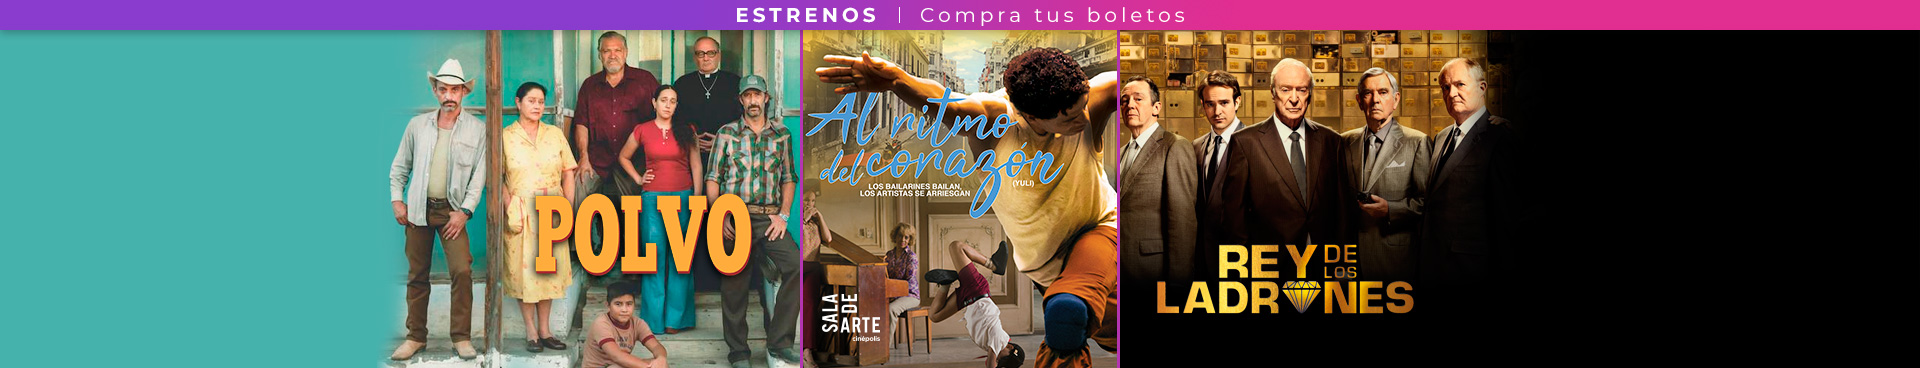 ESTRENOS | Compra tus boletos
POLVO
Al ritmo
del corazón
(YULI)
LOS BAILARINES BAILAN,
LOS ARTISTAS SE ARRIESGAN
SALA
DE
ARTE
cinépolis
REY DE
LOS
LADRONES